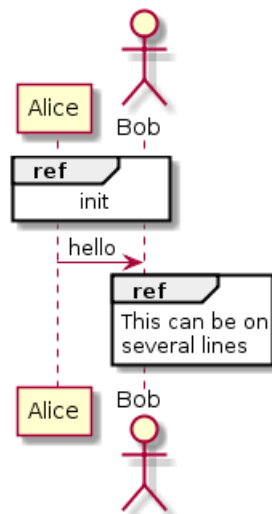 Alice
Bob
ref
init
hello
ref
This can be on
several lines
Alice
Bob